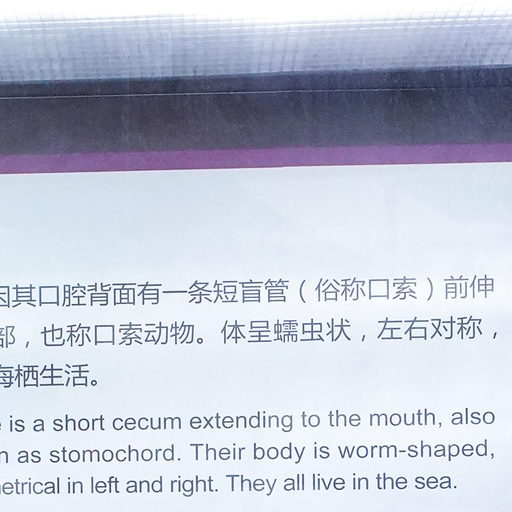 因其口腔背面有一条短盲管（俗称口索）前伸
部，也称口索动物。体呈蠕虫状，左右对称，
海栖生活。
is a short cecum extending to the mouth, also
as stomochord. Their body is worm-shaped,
in left and right. They all live in the sea.